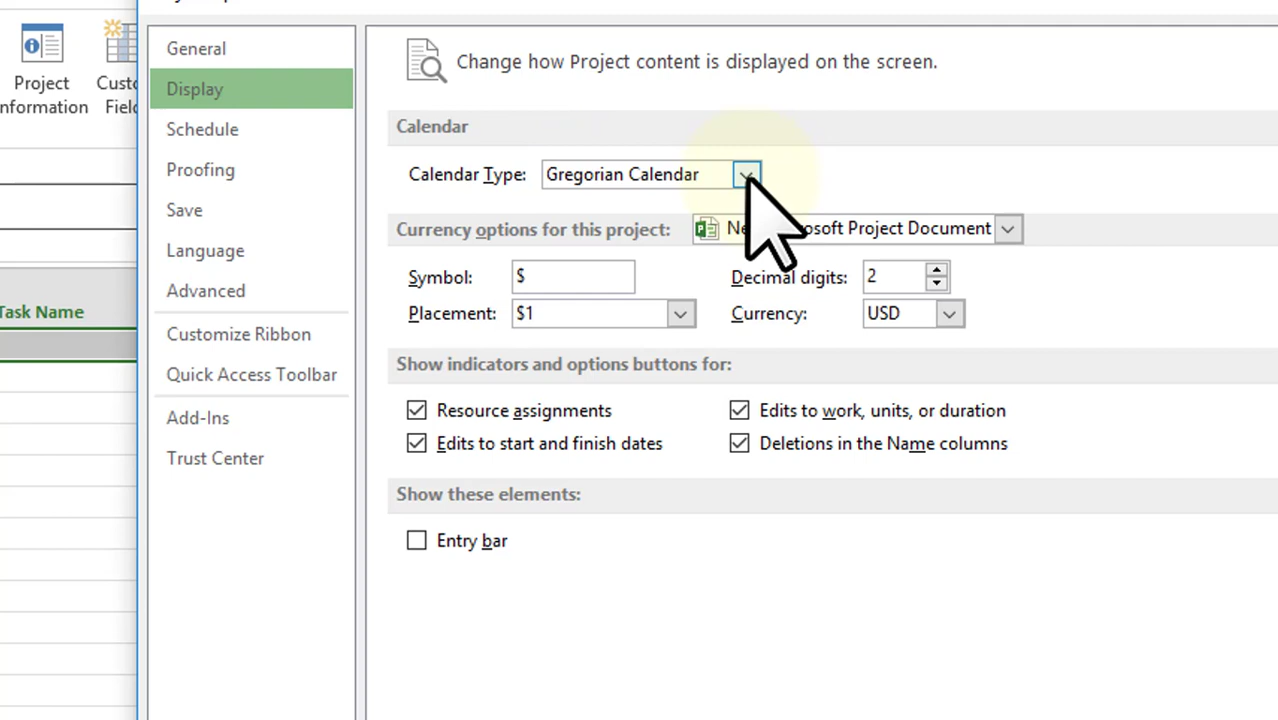 Project
nformation
Custo
Fiel
Task Name
General
Display
Schedule
Proofing
Save
Language
Advanced
Customize Ribbon
Quick Access Toolbar
Add-Ins
Trust Center
Change how Project content is displayed on the screen.
Calendar
Calendar Type: Gregorian Calendar
Currency options for this project: Project Document
Symbol: $ Decimal digits: 2
Placement: $1 Currency: USD
Show indicators and options buttons for:
Resource assignments Edits to work, units, or duration
Edits to start and finish dates Deletions in the Name columns
Show these elements:
Entry bar